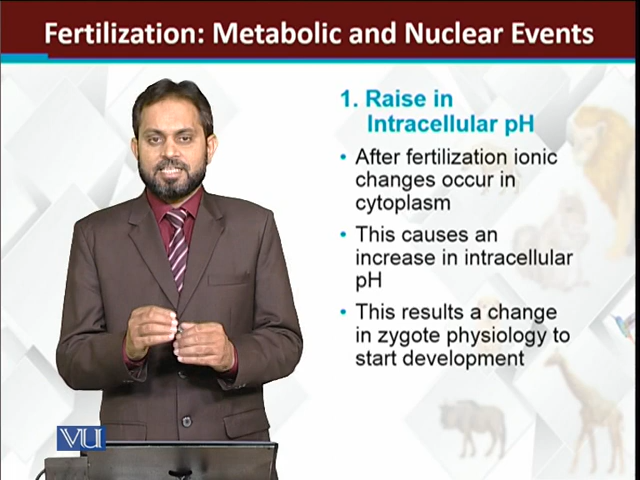 Fertilization: Metabolic and Nuclear Events
1. Raise in
Intracellular pH
• After fertilization ionic
changes occur in
cytoplasm
• This causes an
increase in intracellular
pH
• This results a change
in zygote physiology to
start development
VU